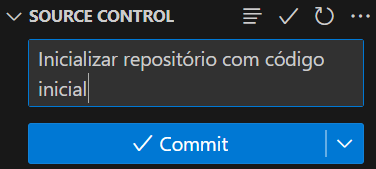 SOURCE CONTROL
Inicializar repositório com código
inicial
Commit